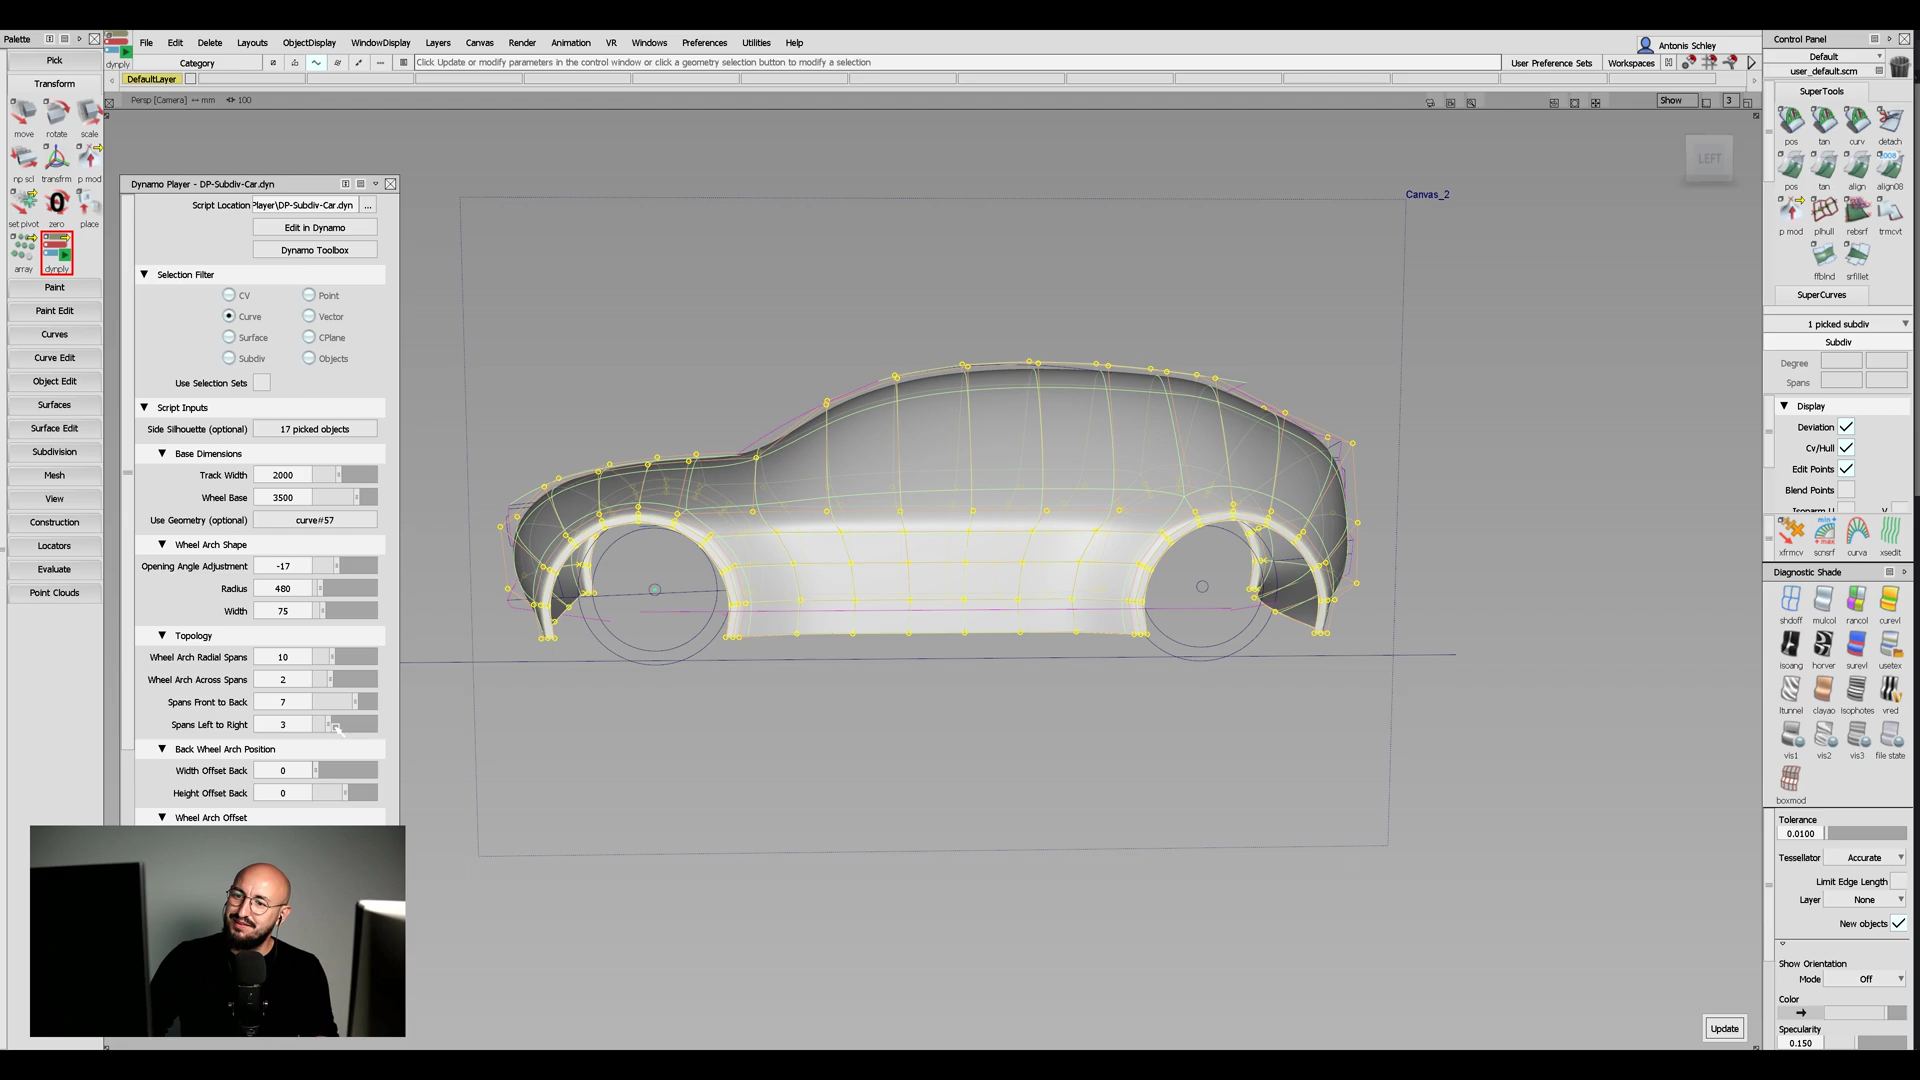 Palette
Pick
Transform
move rotate scale
np scl transfrm p mod
set pivot zero place
array dynply
Paint
Paint Edit
Curves
Curve Edit
Object Edit
Surfaces
Surface Edit
Subdivision
Mesh
View
Construction
Locators
Evaluate
Point Clouds
dynply
File Edit Delete Layouts ObjectDisplay WindowDisplay Layers Canvas Render Animation VR Windows Preferences Utilities Help
Antonis Schley
Category
Click Update or modify parameters in the control window or click a geometry selection button to modify a selection
User Preference Sets Workspaces
DefaultLayer
Persp [Camera] ↔ mm 100
Show 3
LEFT
Canvas_2
Update
Dynamo Player - DP-Subdiv-Car.dyn
Script Location Player\DP-Subdiv-Car.dyn ...
Edit in Dynamo
Dynamo Toolbox
Selection Filter
CV Point
Curve Vector
Surface CPlane
Subdiv Objects
Use Selection Sets
Script Inputs
Side Silhouette (optional) 17 picked objects
Base Dimensions
Track Width 2000
Wheel Base 3500
Use Geometry (optional) curve#57
Wheel Arch Shape
Opening Angle Adjustment -17
Radius 480
Width 75
Topology
Wheel Arch Radial Spans 10
Wheel Arch Across Spans 2
Spans Front to Back 7
Spans Left to Right 3
Back Wheel Arch Position
Width Offset Back 0
Height Offset Back 0
Wheel Arch Offset
Control Panel
Default
user_default.scm
SuperTools
pos tan curv detach
pos tan align align08
p mod plhull rebsrf trmcvt
ffblnd srfillet
SuperCurves
1 picked subdiv
Subdiv
Degree
Spans
Display
Deviation
Cv/Hull
Edit Points
Blend Points
xfrmcv scnsrf curva xsedit
Diagnostic Shade
shdoff mulcol rancol curevl
isoang horver surevl usetex
ltunnel clayao isophotes vred
vis1 vis2 vis3 file state
boxmod
Tolerance
0.0100
Tessellator Accurate
Limit Edge Length
Layer None
New objects
Show Orientation
Mode Off
Color
Specularity
0.150